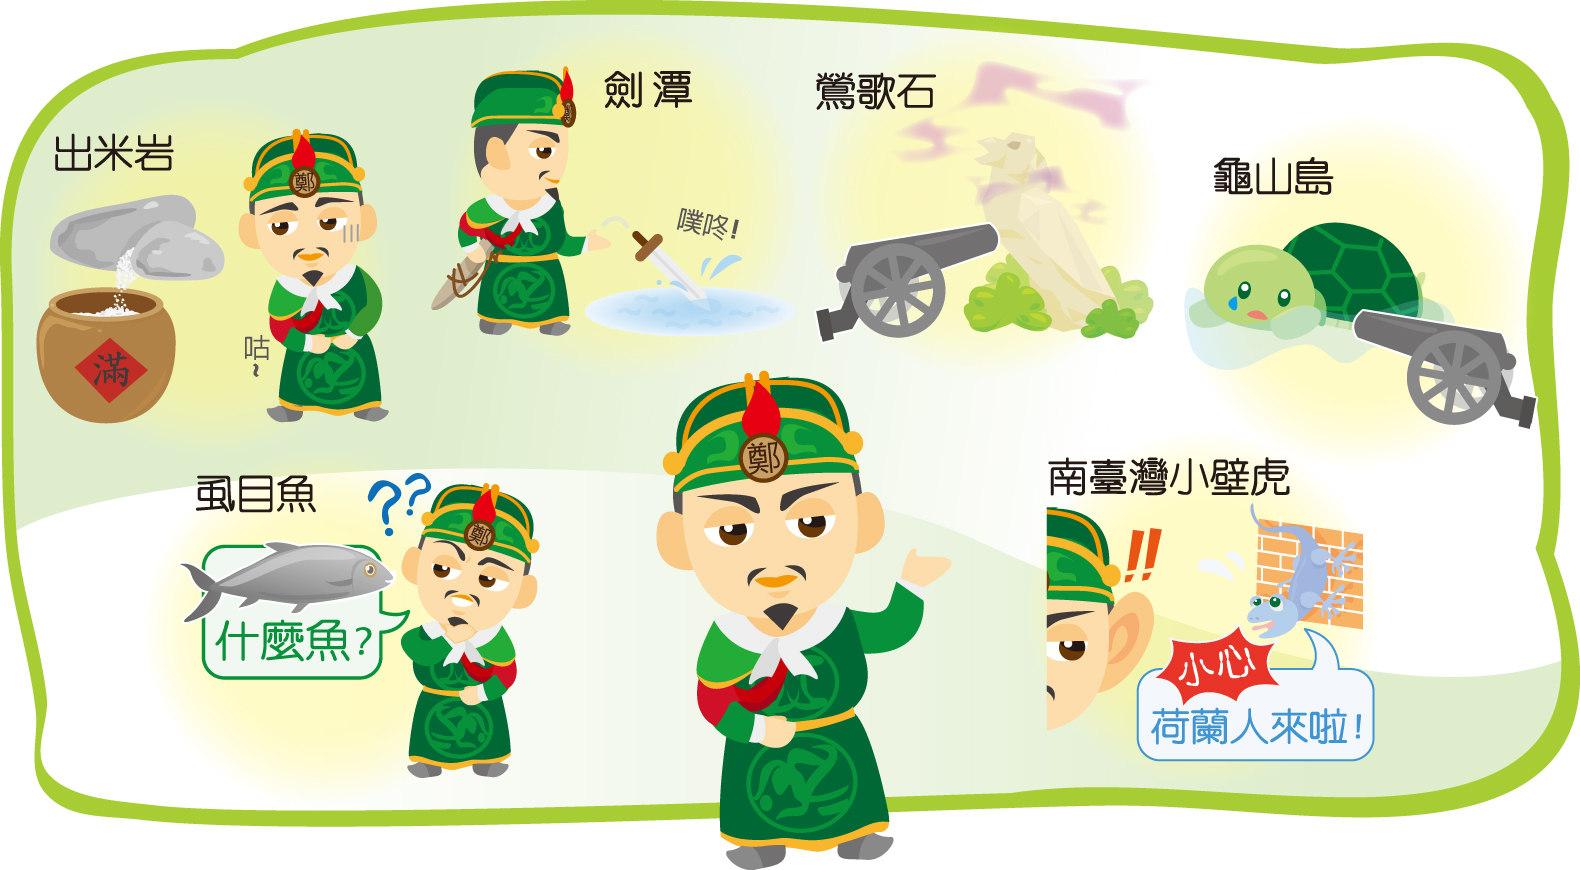 出米岩
鄭
滿
咕~
劍潭
噗咚!
鶯歌石
龜山島
虱目魚
??
鄭
什麼魚?
鄭
南臺灣小壁虎
!!
小心
荷蘭人來啦!